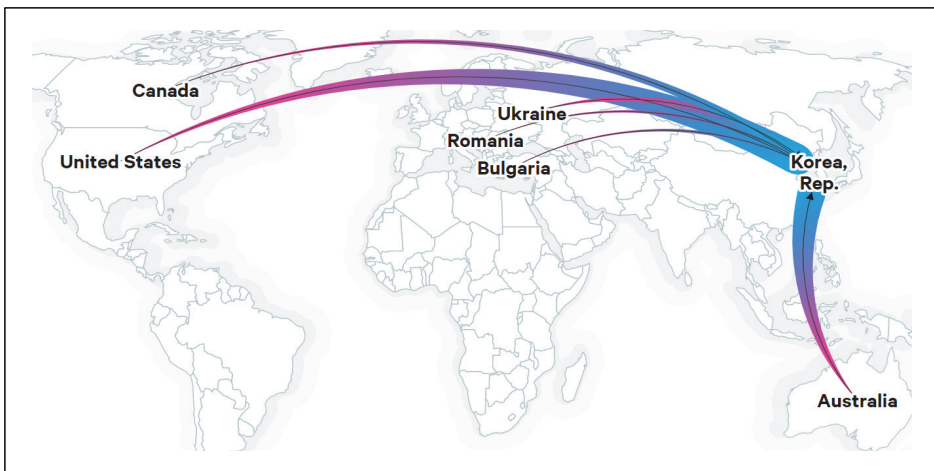 Canada
Ukraine
Romania
United States
Bulgaria
Korea,
Rep.
Australia